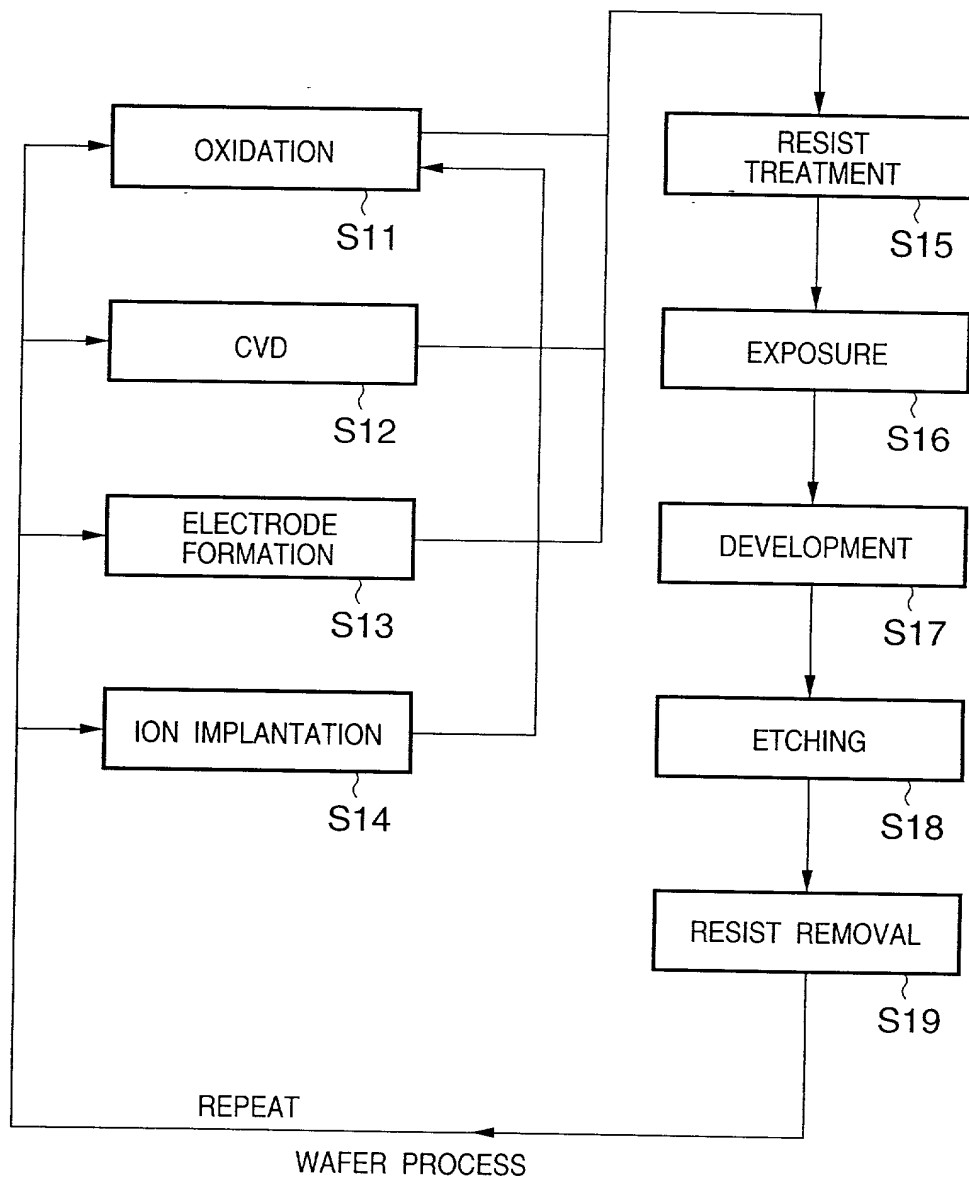 OXIDATION
S11
CVD
S12
ELECTRODE
FORMATION
S13
ION IMPLANTATION
S14
RESIST
TREATMENT
S15
EXPOSURE
S16
DEVELOPMENT
S17
ETCHING
S18
RESIST REMOVAL
S19
REPEAT
WAFER PROCESS